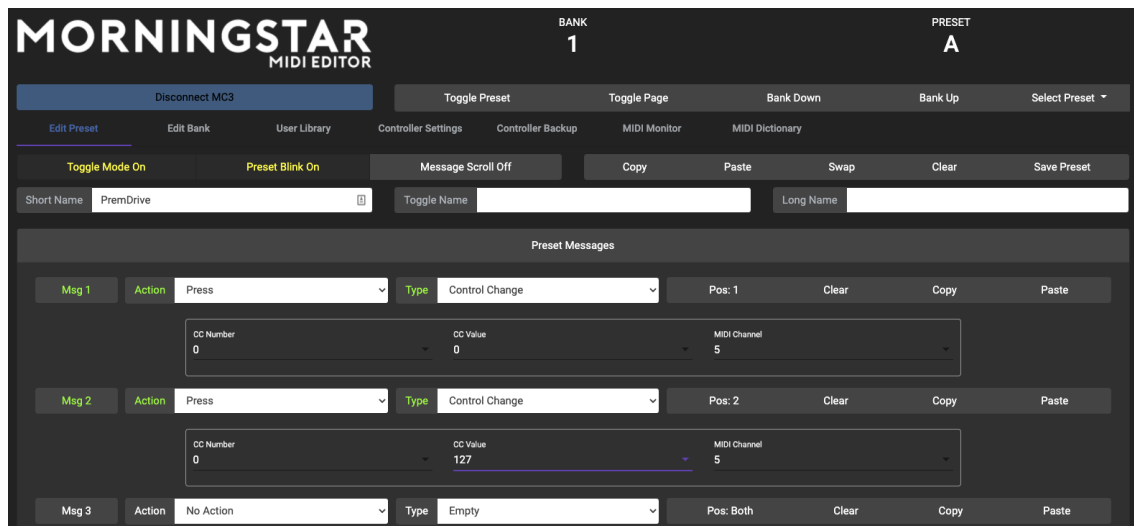 MORNINGSTAR
MIDI EDITOR
BANK
1
PRESET
A
Disconnect MC3
Toggle Preset
Toggle Page
Bank Down
Bank Up
Select Preset
Edit Preset
Edit Bank
User Library
Controller Settings
Controller Backup
MIDI Monitor
MIDI Dictionary
Toggle Mode On
Preset Blink On
Message Scroll Off
Copy
Paste
Swap
Clear
Save Preset
Short Name
PremDrive
Toggle Name
Long Name
Preset Messages
Msg 1
Action
Press
Type
Control Change
Pos: 1
Clear
Copy
Paste
CC Number
0
CC Value
0
MIDI Channel
5
Msg 2
Action
Press
Type
Control Change
Pos: 2
Clear
Copy
Paste
CC Number
0
CC Value
127
MIDI Channel
5
Msg 3
Action
No Action
Type
Empty
Pos: Both
Clear
Copy
Paste